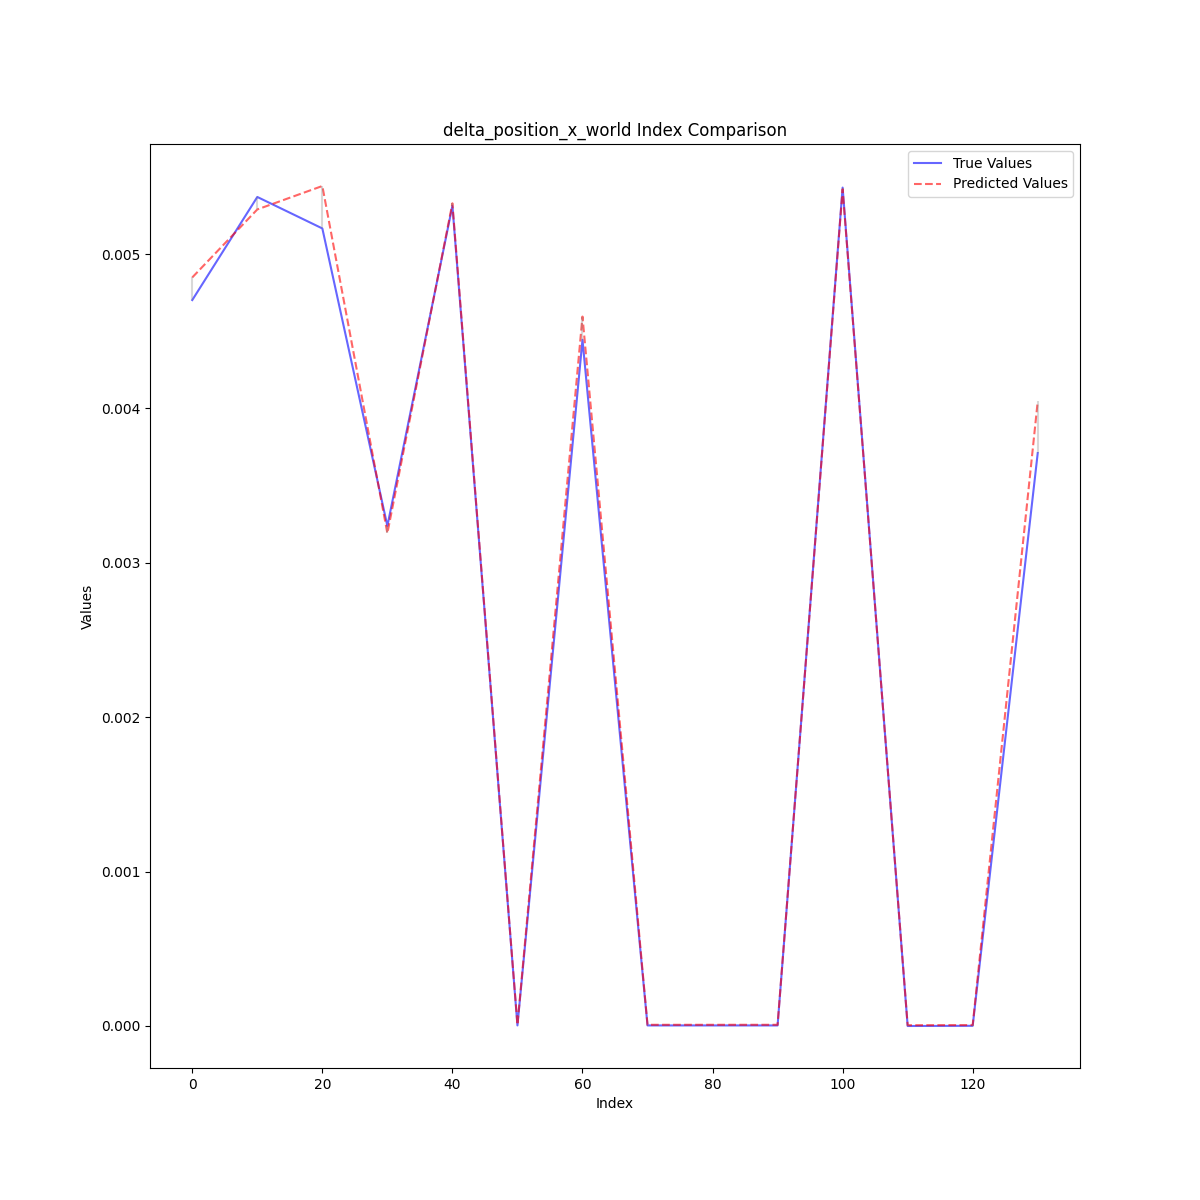 delta_position_x_world Index Comparison
True Values
Predicted Values
0.005
0.004
0.003
0.002
0.001
0.000
Values
0 20 40 60 80 100 120
Index